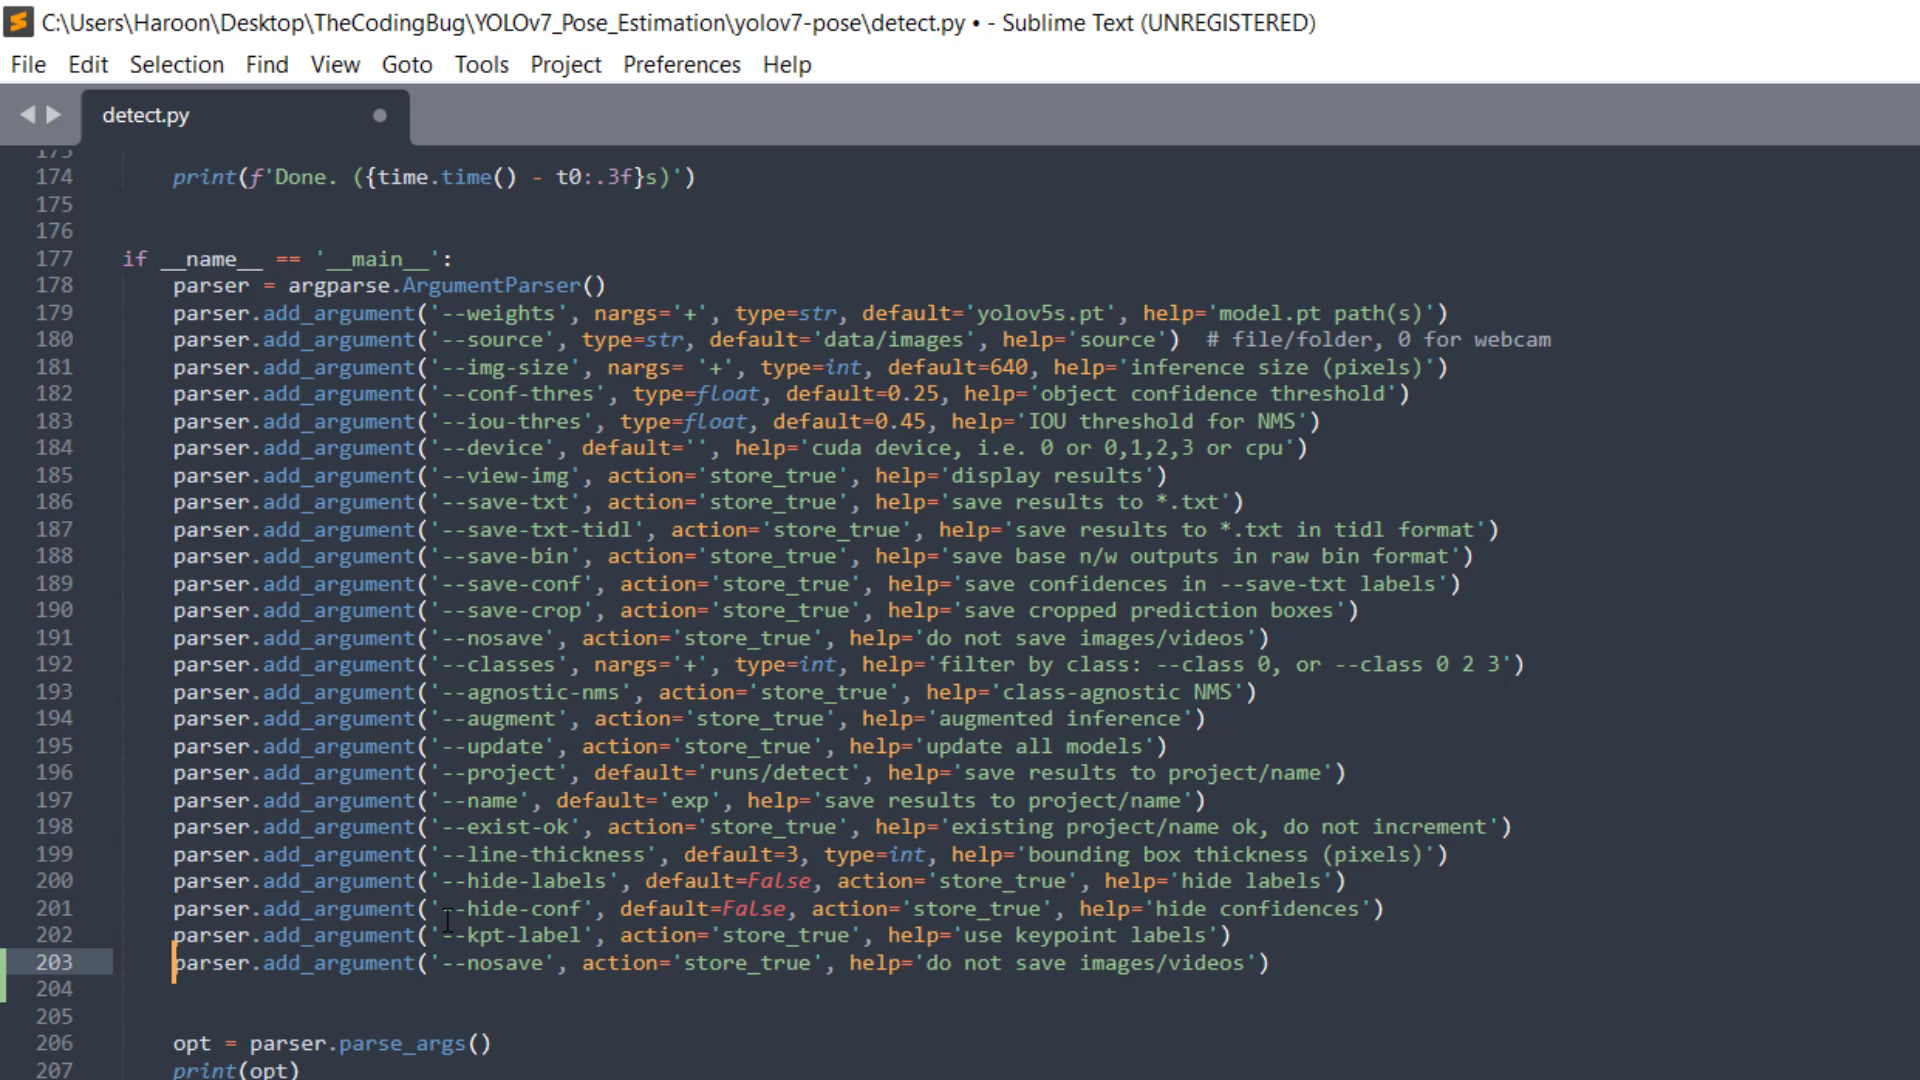 C:\Users\Haroon\Desktop\TheCodingBug\YOLOv7_Pose_Estimation\yolov7-pose\detect.py • - Sublime Text (UNREGISTERED)
File Edit Selection Find View Goto Tools Project Preferences Help
detect.py
173
174 print(f'Done. ({time.time() - t0:.3f}s)')
175
176
177 if __name__ == '__main__':
178 parser = argparse.ArgumentParser()
179 parser.add_argument('--weights', nargs='+', type=str, default='yolov5s.pt', help='model.pt path(s)')
180 parser.add_argument('--source', type=str, default='data/images', help='source') # file/folder, 0 for webcam
181 parser.add_argument('--img-size', nargs= '+', type=int, default=640, help='inference size (pixels)')
182 parser.add_argument('--conf-thres', type=float, default=0.25, help='object confidence threshold')
183 parser.add_argument('--iou-thres', type=float, default=0.45, help='IOU threshold for NMS')
184 parser.add_argument('--device', default='', help='cuda device, i.e. 0 or 0,1,2,3 or cpu')
185 parser.add_argument('--view-img', action='store_true', help='display results')
186 parser.add_argument('--save-txt', action='store_true', help='save results to *.txt')
187 parser.add_argument('--save-txt-tidl', action='store_true', help='save results to *.txt in tidl format')
188 parser.add_argument('--save-bin', action='store_true', help='save base n/w outputs in raw bin format')
189 parser.add_argument('--save-conf', action='store_true', help='save confidences in --save-txt labels')
190 parser.add_argument('--save-crop', action='store_true', help='save cropped prediction boxes')
191 parser.add_argument('--nosave', action='store_true', help='do not save images/videos')
192 parser.add_argument('--classes', nargs='+', type=int, help='filter by class: --class 0, or --class 0 2 3')
193 parser.add_argument('--agnostic-nms', action='store_true', help='class-agnostic NMS')
194 parser.add_argument('--augment', action='store_true', help='augmented inference')
195 parser.add_argument('--update', action='store_true', help='update all models')
196 parser.add_argument('--project', default='runs/detect', help='save results to project/name')
197 parser.add_argument('--name', default='exp', help='save results to project/name')
198 parser.add_argument('--exist-ok', action='store_true', help='existing project/name ok, do not increment')
199 parser.add_argument('--line-thickness', default=3, type=int, help='bounding box thickness (pixels)')
200 parser.add_argument('--hide-labels', default=False, action='store_true', help='hide labels')
201 parser.add_argument('--hide-conf', default=False, action='store_true', help='hide confidences')
202 parser.add_argument('--kpt-label', action='store_true', help='use keypoint labels')
203 parser.add_argument('--nosave', action='store_true', help='do not save images/videos')
204
205
206 opt = parser.parse_args()
207 print(opt)